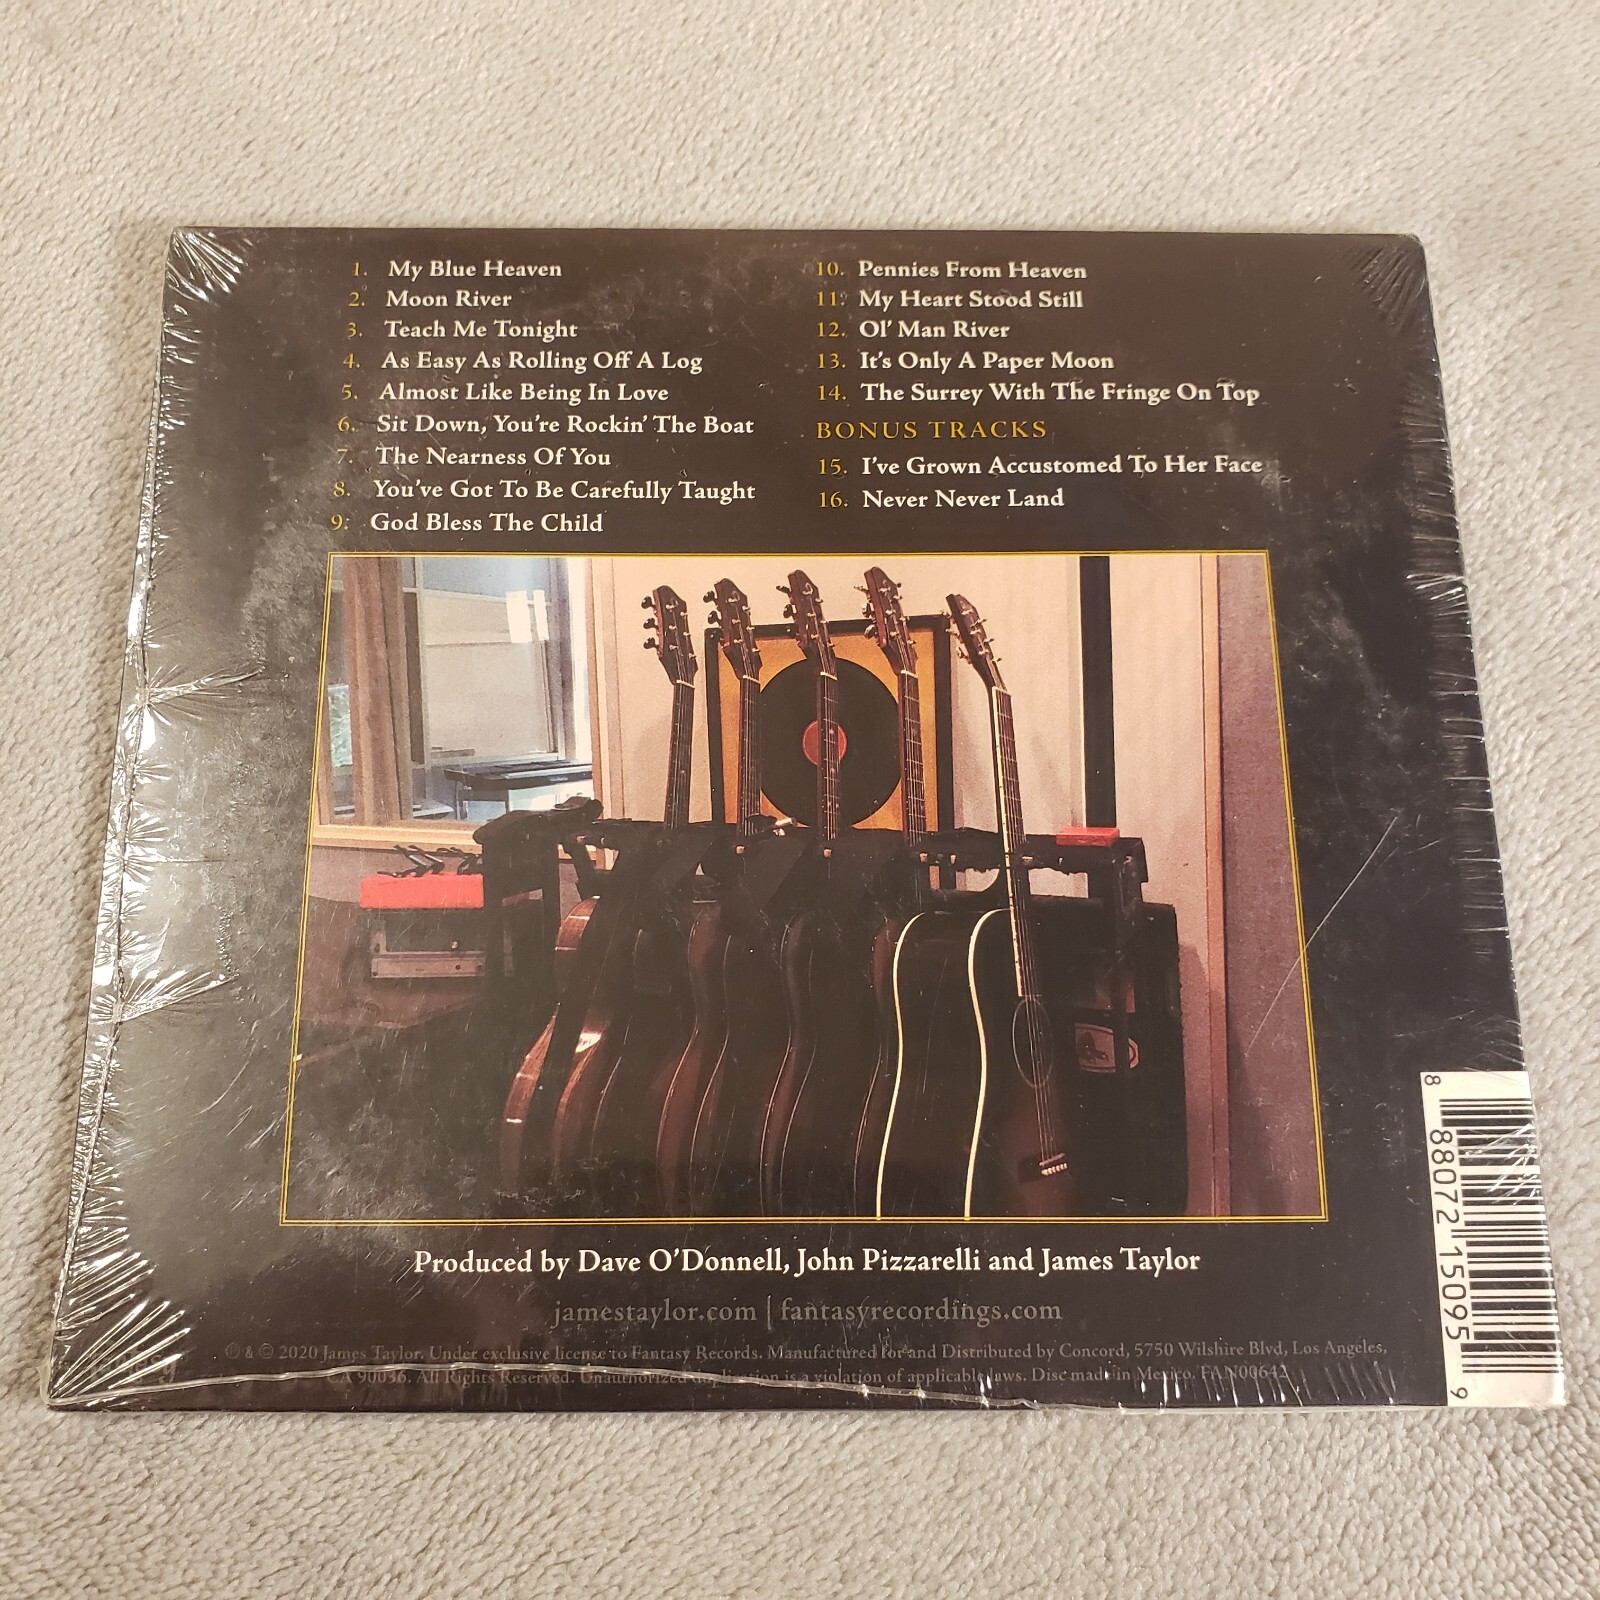 1. My Blue Heaven
2. Moon River
3. Teach Me Tonight
4. As Easy As Rolling Off A Log
5. Almost Like Being In Love
6. Sit Down, You're Rockin' The Boat
7. The Nearness Of You
8. You've Got To Be Carefully Taught
9. God Bless The Child
10. Pennies From Heaven
11. My Heart Stood Still
12. Ol' Man River
13. It's Only A Paper Moon
14. The Surrey With The Fringe On Top
BONUS TRACKS
15. I've Grown Accustomed To Her Face
16. Never Never Land
Produced by Dave O'Donnell, John Pizzarelli and James Taylor
jamestaylor.com | fantasyrecordings.com
℗ & © 2020 James Taylor. Under exclusive license to Fantasy Records. Manufactured for and Distributed by Concord, 5750 Wilshire Blvd, Los Angeles,
CA 90036. All Rights Reserved. Unauthorized duplication is a violation of applicable laws. Disc made in Mexico. FAN00642
8 88072 15095 9